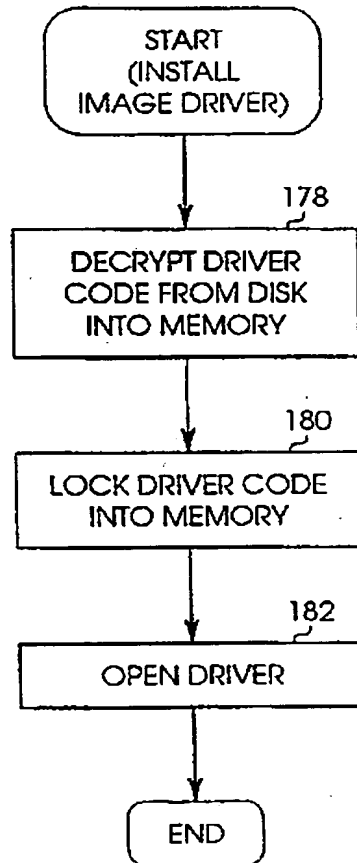 START
(INSTALL
IMAGE DRIVER)
178
DECRYPT DRIVER
CODE FROM DISK
INTO MEMORY
180
LOCK DRIVER CODE
INTO MEMORY
182
OPEN DRIVER
END